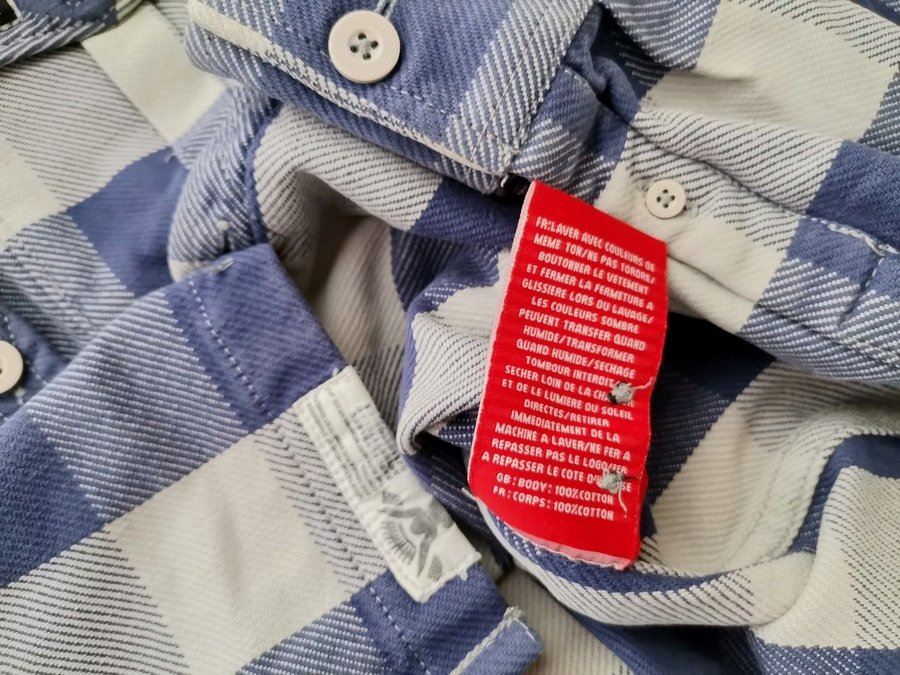 FR:LAVER AVEC COULEURS DE
MEME TON/NE PAS TORDRE/
BOUTONNER LE VETEMENT
ET FERMER LA FERMETURE A
GLISSIERE LORS DU LAVAGE/
LES COULEURS SOMBRE
PEUVENT TRANSFER QUAND
HUMIDE/TRANSFORMER
QUAND HUMIDE/SECHAGE
TOMBOUR INTERDIT
SECHER LOIN DE LA
ET DE LE LUMIERE DU SOLEIL
DIRECTES/RETIRER
IMMEDIATEMENT DE LA
MACHINE A LAVER/NE FER A
REPASSER PAS LE LOGO/FER
A REPASSER LE COTE
GB: BODY: 100%COTTON
FR: CORPS: 100%COTTON